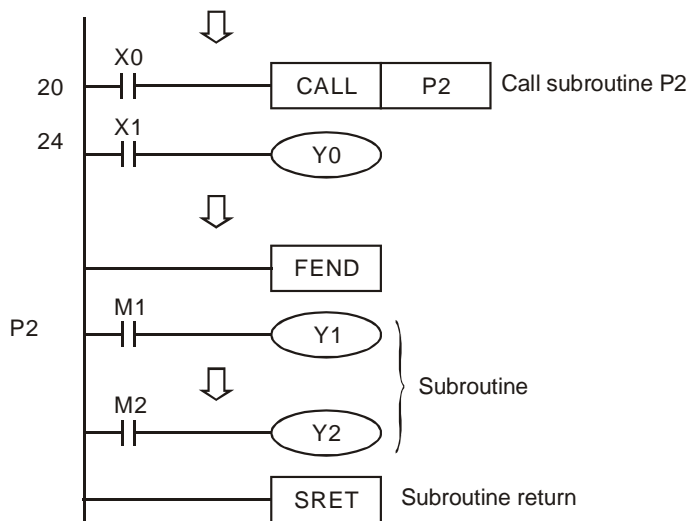 X0
20 CALL P2 Call subroutine P2
X1
24 Y0
FEND
M1
P2 Y1
Subroutine
M2
Y2
SRET Subroutine return